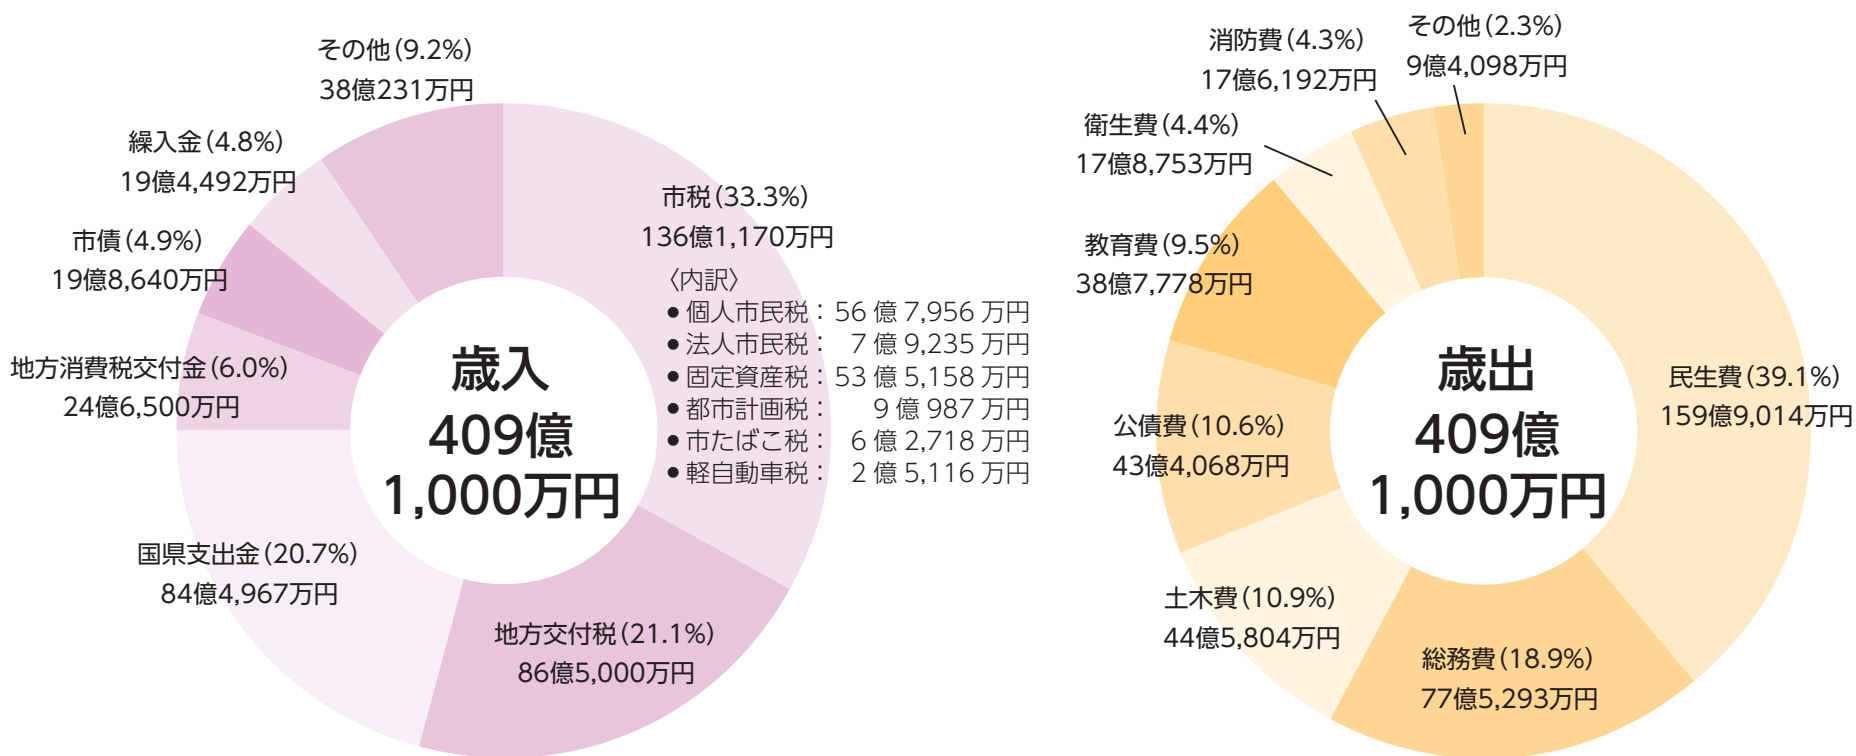 その他(9.2%)
38億231万円
繰入金(4.8%)
19億4,492万円
市債(4.9%)
19億8,640万円
地方消費税交付金(6.0%)
24億6,500万円
国県支出金(20.7%)
84億4,967万円
地方交付税(21.1%)
86億5,000万円
市税(33.3%)
136億1,170万円
〈内訳〉
●個人市民税：56億7,956万円
●法人市民税：7億9,235万円
●固定資産税：53億5,158万円
●都市計画税：9億987万円
●市たばこ税：6億2,718万円
●軽自動車税：2億5,116万円
歳入
409億
1,000万円
その他(2.3%)
9億4,098万円
消防費(4.3%)
17億6,192万円
衛生費(4.4%)
17億8,753万円
教育費(9.5%)
38億7,778万円
公債費(10.6%)
43億4,068万円
土木費(10.9%)
44億5,804万円
総務費(18.9%)
77億5,293万円
民生費(39.1%)
159億9,014万円
歳出
409億
1,000万円